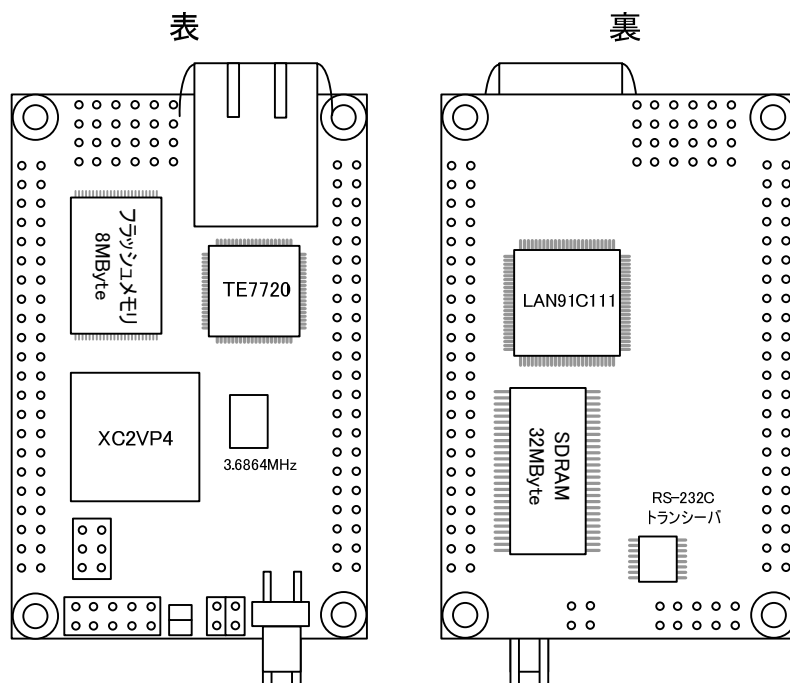 表
裏
フラッシュメモリ
8MByte
TE7720
XC2VP4
3.6864MHz
LAN91C111
SDRAM
32MByte
RS-232C
トランシーバ